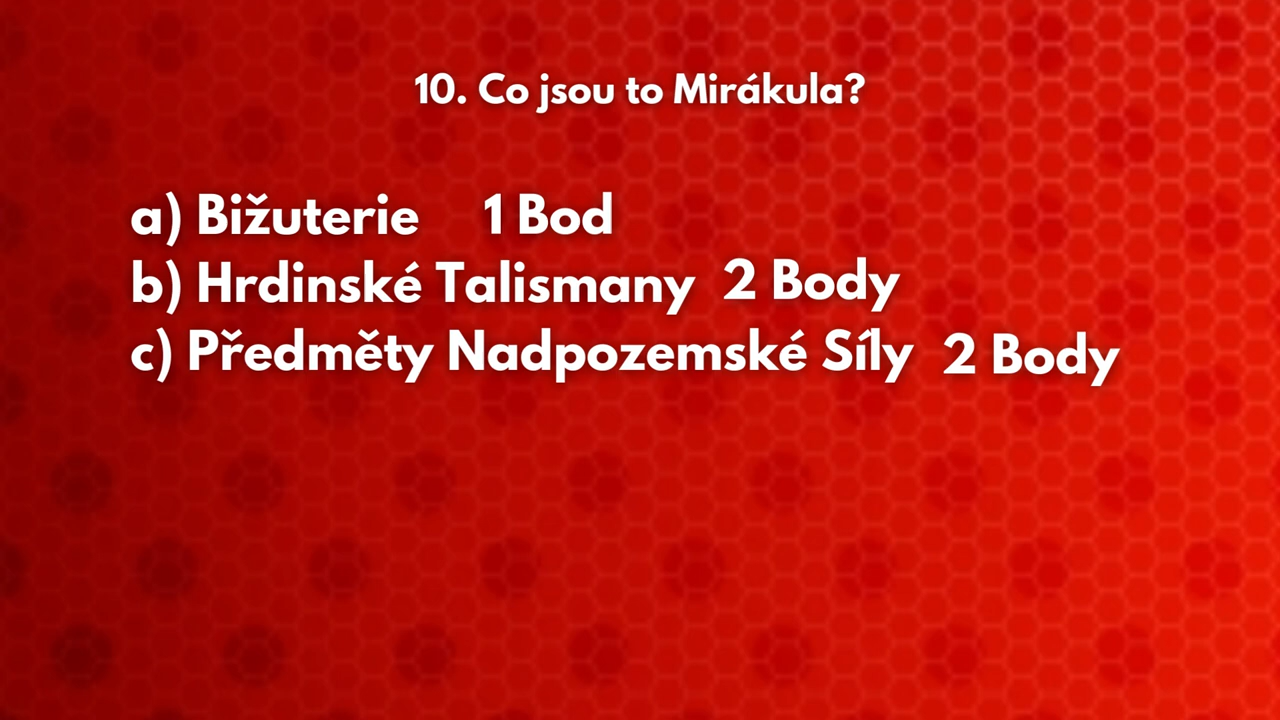 10. Co jsou to Mirákula?
a) Bižuterie 1 Bod
b) Hrdinské Talismany 2 Body
c) Předměty Nadpozemské Síly 2 Body